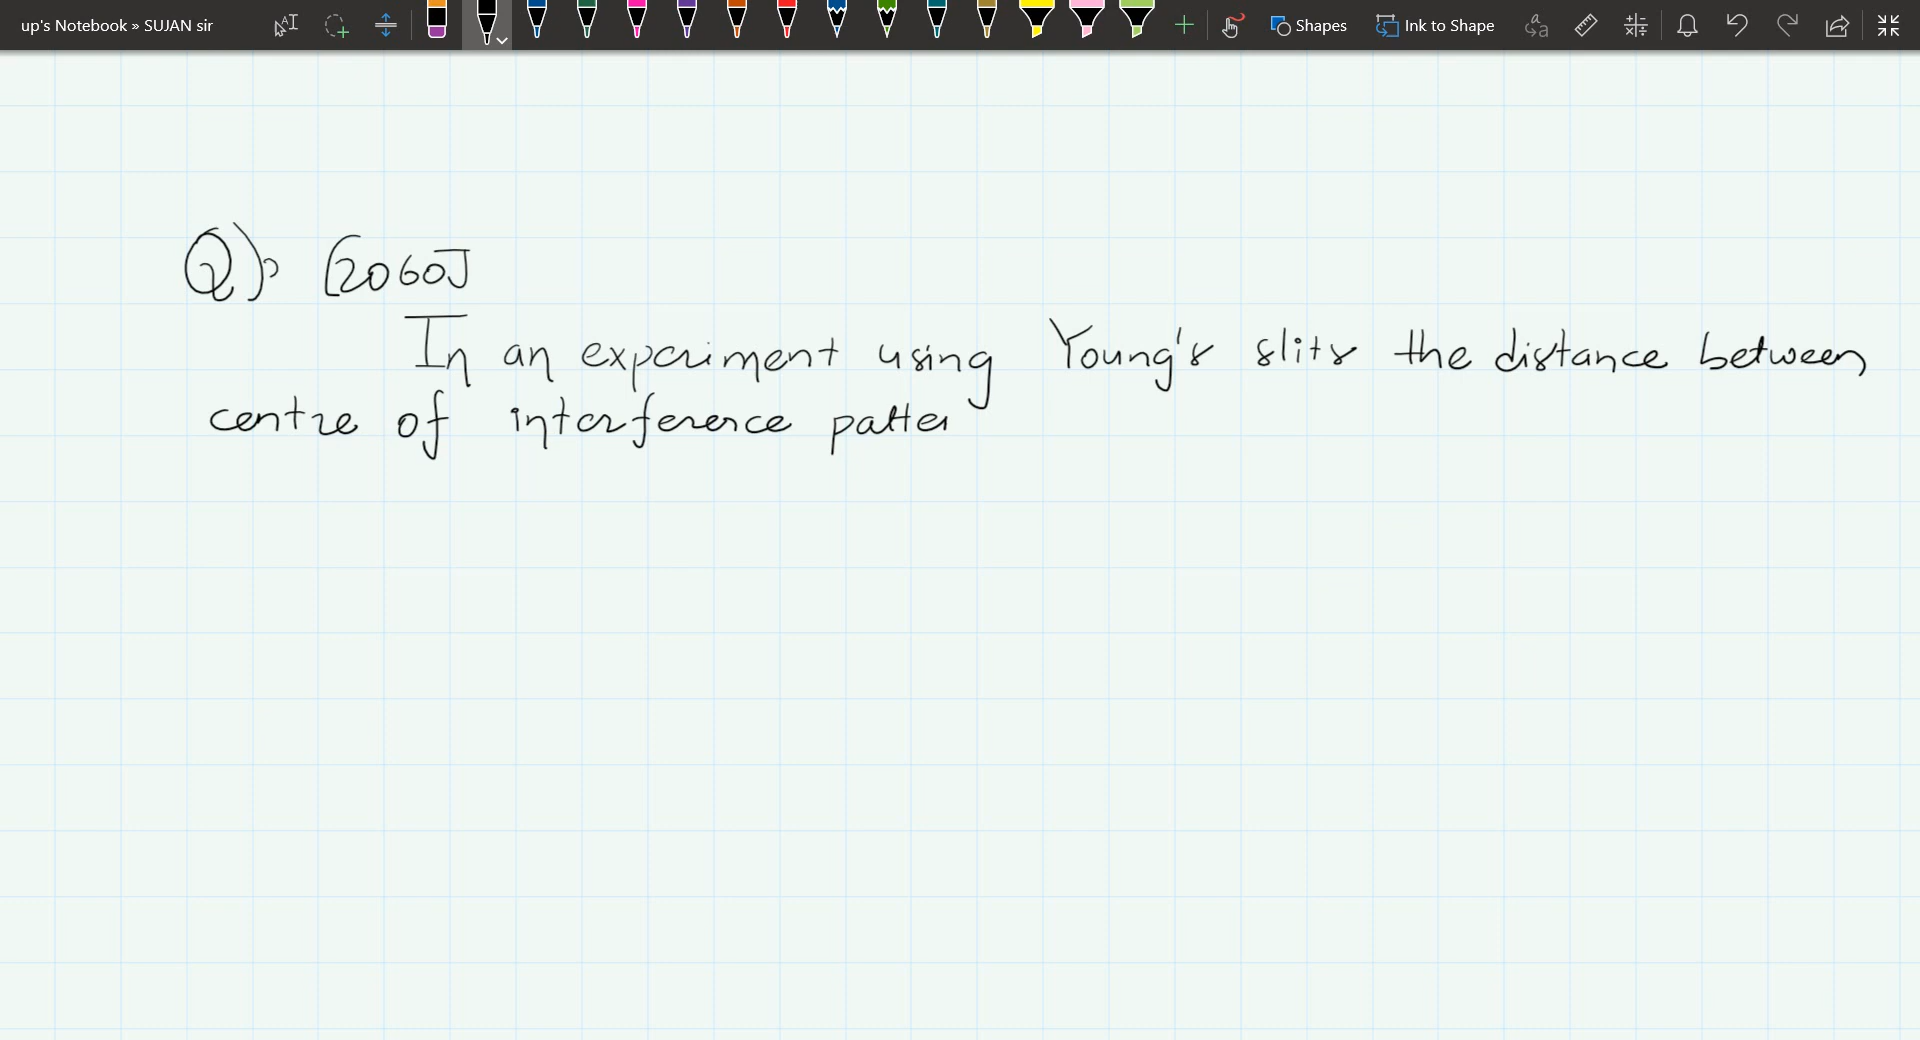 up's Notebook » SUJAN sir
Shapes
Ink to Shape
Q): [2060]
In an experiment using Young's slits the distance between
centre of interference patter